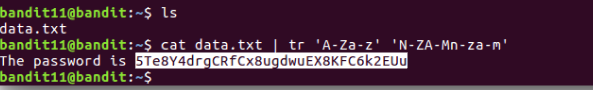 bandit11@bandit:~$ ls
data.txt
bandit11@bandit:~$ cat data.txt | tr 'A-Za-z' 'N-ZA-Mn-za-m'
The password is 5Te8Y4drgCRfCx8ugdwuEX8KFC6k2EUu
bandit11@bandit:~$